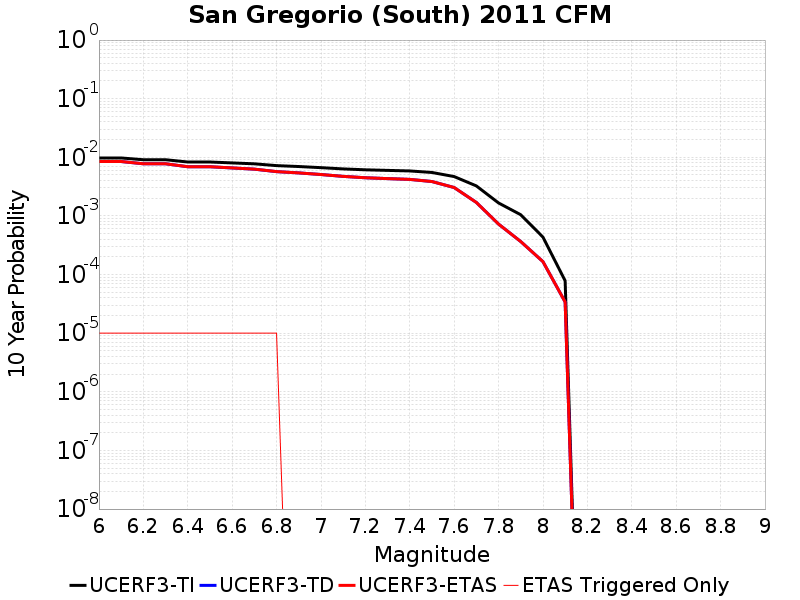 San Gregorio (South) 2011 CFM
10 Year Probability
10^0
10^-1
10^-2
10^-3
10^-4
10^-5
10^-6
10^-7
10^-8
6 6.2 6.4 6.6 6.8 7 7.2 7.4 7.6 7.8 8 8.2 8.4 8.6 8.8 9
Magnitude
UCERF3-TI UCERF3-TD UCERF3-ETAS ETAS Triggered Only